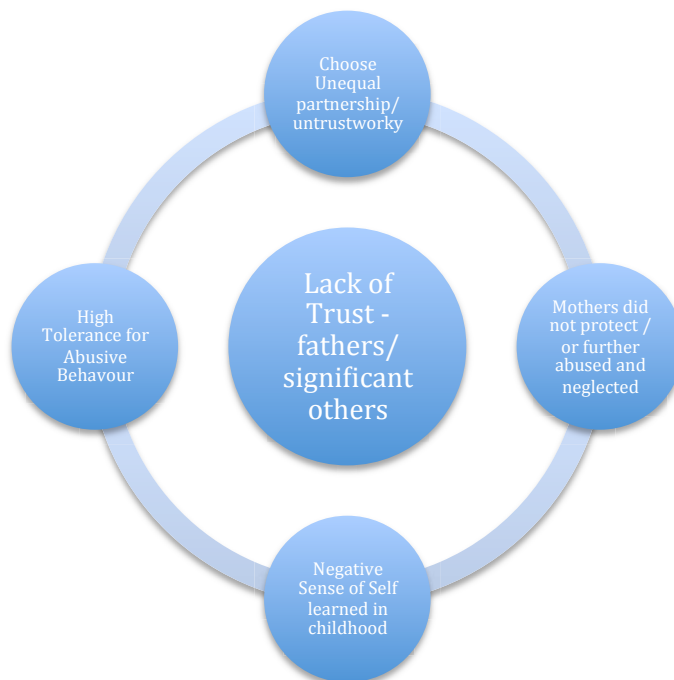 Choose
Unequal
partnership/
untrustworky
Lack of
Trust -
fathers/
significant
others
High
Tolerance for
Abusive
Behavour
Mothers did
not protect /
or further
abused and
neglected
Negative
Sense of Self
learned in
childhood